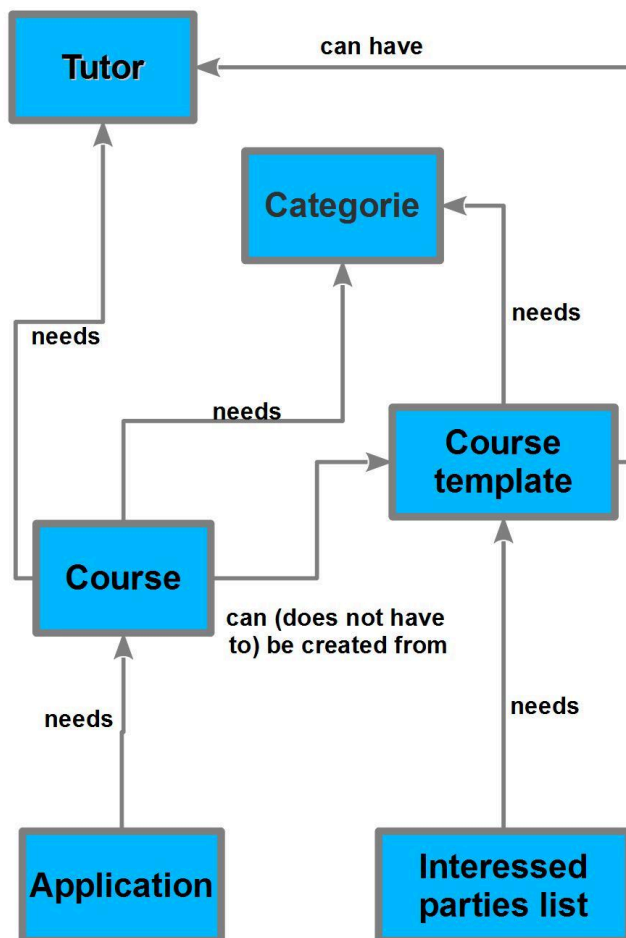 can have
Tutor
Categorie
needs
needs
needs
Course
template
Course
can (does not have
to) be created from
needs
needs
Application
Interessed
parties list